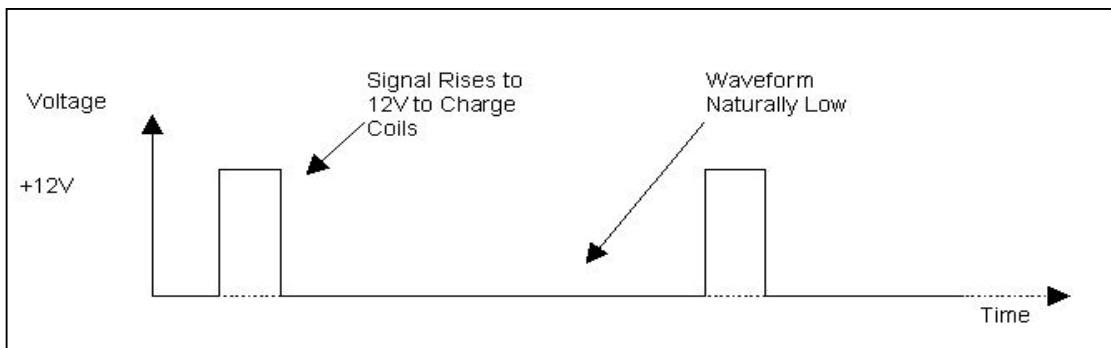 Voltage
+12V
Signal Rises to
12V to Charge
Coils
Waveform
Naturally Low
Time